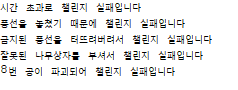 시간 초과로 챌린지 실패입니다
풍선을 놓쳤기 때문에 챌린지 실패입니다
금지된 풍선을 터뜨려버려서 챌린지 실패입니다
잘못된 나무상자를 부셔서 챌린지 실패입니다
8번 공이 파괴되어 챌린지 실패입니다